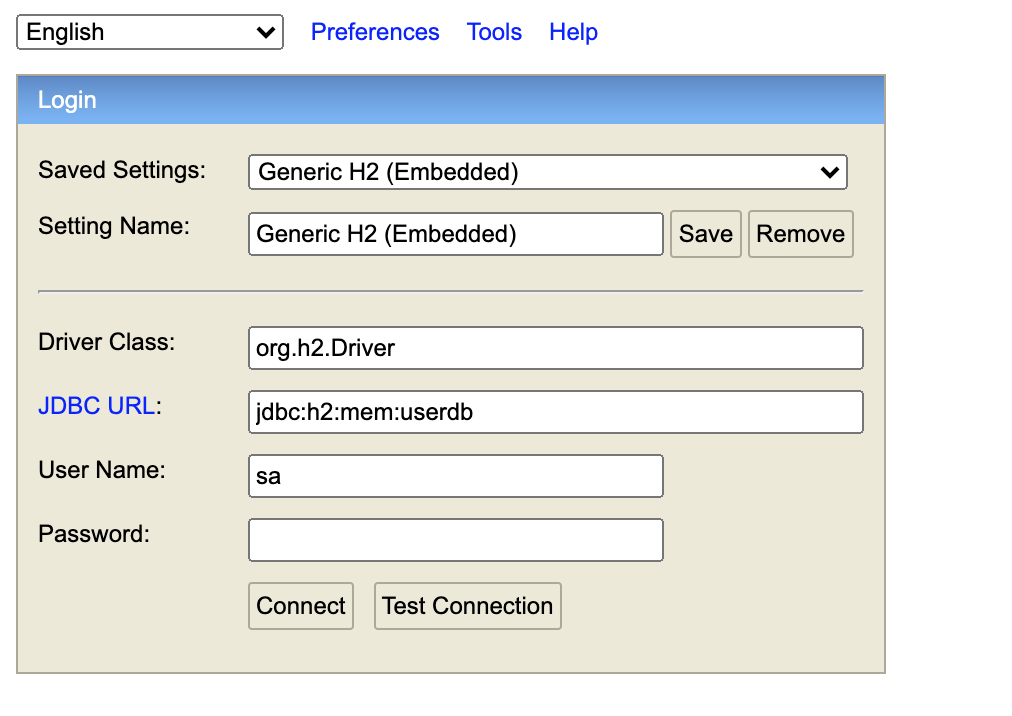 English Preferences Tools Help
Login
Saved Settings: Generic H2 (Embedded)
Setting Name: Generic H2 (Embedded) Save Remove
Driver Class: org.h2.Driver
JDBC URL: jdbc:h2:mem:userdb
User Name: sa
Password:
Connect Test Connection